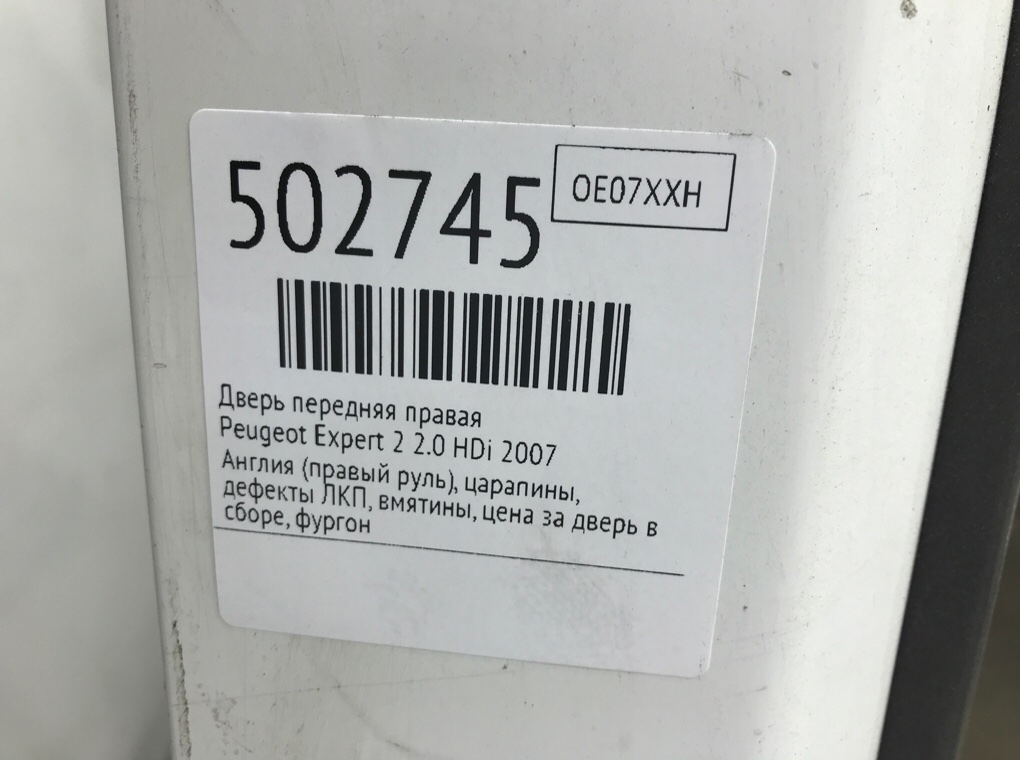 502745
OE07XXH
Дверь передняя правая
Peugeot Expert 2 2.0 HDi 2007
Англия (правый руль), царапины,
дефекты ЛКП, вмятины, цена за дверь в
сборе, фургон